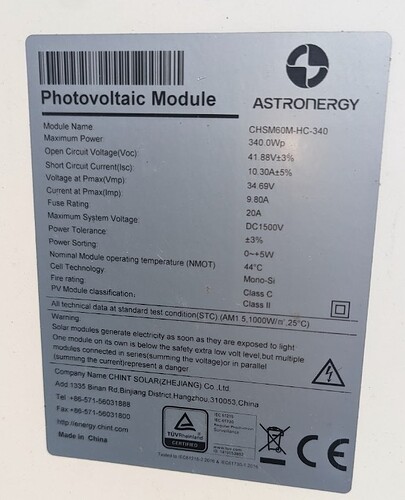 Photovoltaic Module
ASTRONERGY
Module Name CHSM60M-HC-340
Maximum Power 340.0Wp
Open Circuit Voltage(Voc) 41.88V±3%
Short Circuit Current(Isc) 10.30A±5%
Voltage at Pmax(Vmp) 34.69V
Current at Pmax(Imp) 9.80A
Fuse Rating 20A
Maximum System Voltage DC1500V
Power Tolerance ±3%
Power Sorting 0~+5W
Nominal Module operating temperature (NMOT) 44°C
Cell Technology Mono-Si
Fire rating Class C
PV Module classification Class II
All technical data at standard test condition(STC) (AM1.5,1000W/㎡,25°C)
Warning
Solar modules generate electricity as soon as they are exposed to light
One module on its own is below the safety extra low volt level,but multiple
modules connected in series(summing the voltage)or in parallel
(summing the current)represent a danger
Company Name:CHINT SOLAR(ZHEJIANG) Co.,Ltd.
Add 1335 Binan Rd,Binjiang District,Hangzhou,310053,China
Tel +86-571-56031888
Fax +86-571-56031800
http://energy.chint.com
Made in China
TÜVRheinland
CERTIFIED
CE